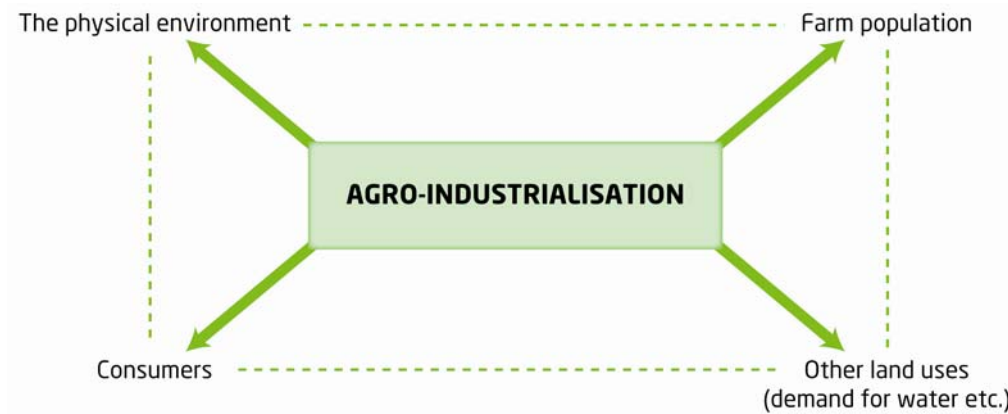 The physical environment
Farm population
AGRO-INDUSTRIALISATION
Consumers
Other land uses
(demand for water etc.)